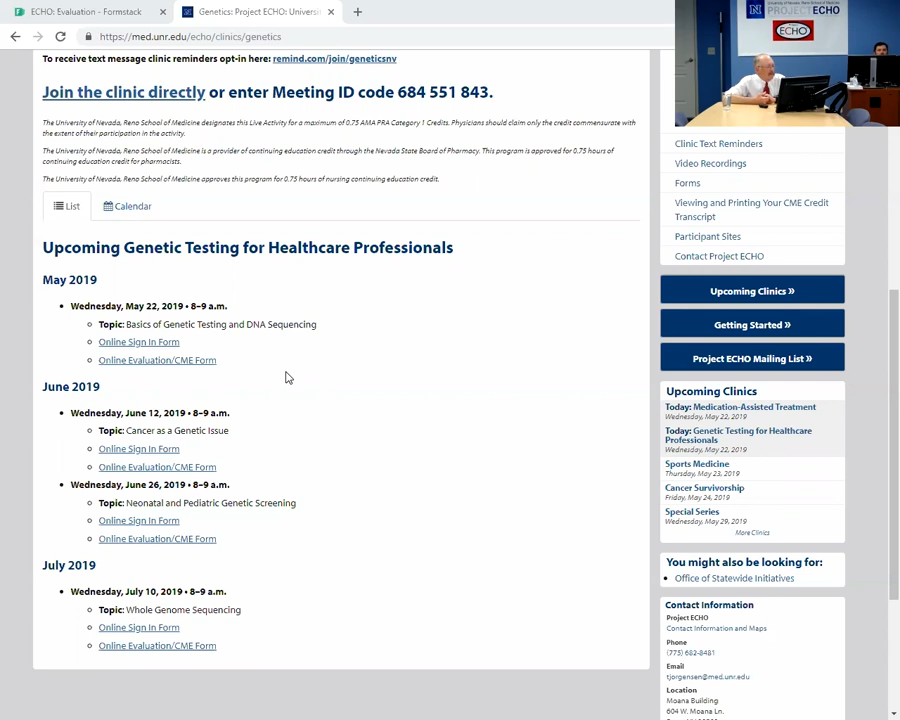 ECHO: Evaluation - Formstack
Genetics: Project ECHO: Universi
https://med.unr.edu/echo/clinics/genetics
University of Nevada, Reno School of Medicine
PROJECT ECHO
ECHO
To receive text message clinic reminders opt-in here: remind.com/join/geneticsnv
Join the clinic directly or enter Meeting ID code 684 551 843.
The University of Nevada, Reno School of Medicine designates this Live Activity for a maximum of 0.75 AMA PRA Category 1 Credits. Physicians should claim only the credit commensurate with
the extent of their participation in the activity.
The University of Nevada, Reno School of Medicine is a provider of continuing education credit through the Nevada State Board of Pharmacy. This program is approved for 0.75 hours of
continuing education credit for pharmacists.
The University of Nevada, Reno School of Medicine approves this program for 0.75 hours of nursing continuing education credit.
List
Calendar
Upcoming Genetic Testing for Healthcare Professionals
May 2019
Wednesday, May 22, 2019 • 8–9 a.m.
Topic: Basics of Genetic Testing and DNA Sequencing
Online Sign In Form
Online Evaluation/CME Form
June 2019
Wednesday, June 12, 2019 • 8–9 a.m.
Topic: Cancer as a Genetic Issue
Online Sign In Form
Online Evaluation/CME Form
Wednesday, June 26, 2019 • 8–9 a.m.
Topic: Neonatal and Pediatric Genetic Screening
Online Sign In Form
Online Evaluation/CME Form
July 2019
Wednesday, July 10, 2019 • 8–9 a.m.
Topic: Whole Genome Sequencing
Online Sign In Form
Online Evaluation/CME Form
Clinic Text Reminders
Video Recordings
Forms
Viewing and Printing Your CME Credit
Transcript
Participant Sites
Contact Project ECHO
Upcoming Clinics »
Getting Started »
Project ECHO Mailing List »
Upcoming Clinics
Today: Medication-Assisted Treatment
Wednesday, May 22, 2019
Today: Genetic Testing for Healthcare
Professionals
Wednesday, May 22, 2019
Sports Medicine
Thursday, May 23, 2019
Cancer Survivorship
Friday, May 24, 2019
Special Series
Wednesday, May 29, 2019
More Clinics
You might also be looking for:
Office of Statewide Initiatives
Contact Information
Project ECHO
Contact Information and Maps
Phone
(775) 682-8481
Email
tjorgensen@med.unr.edu
Location
Moana Building
604 W. Moana Ln.